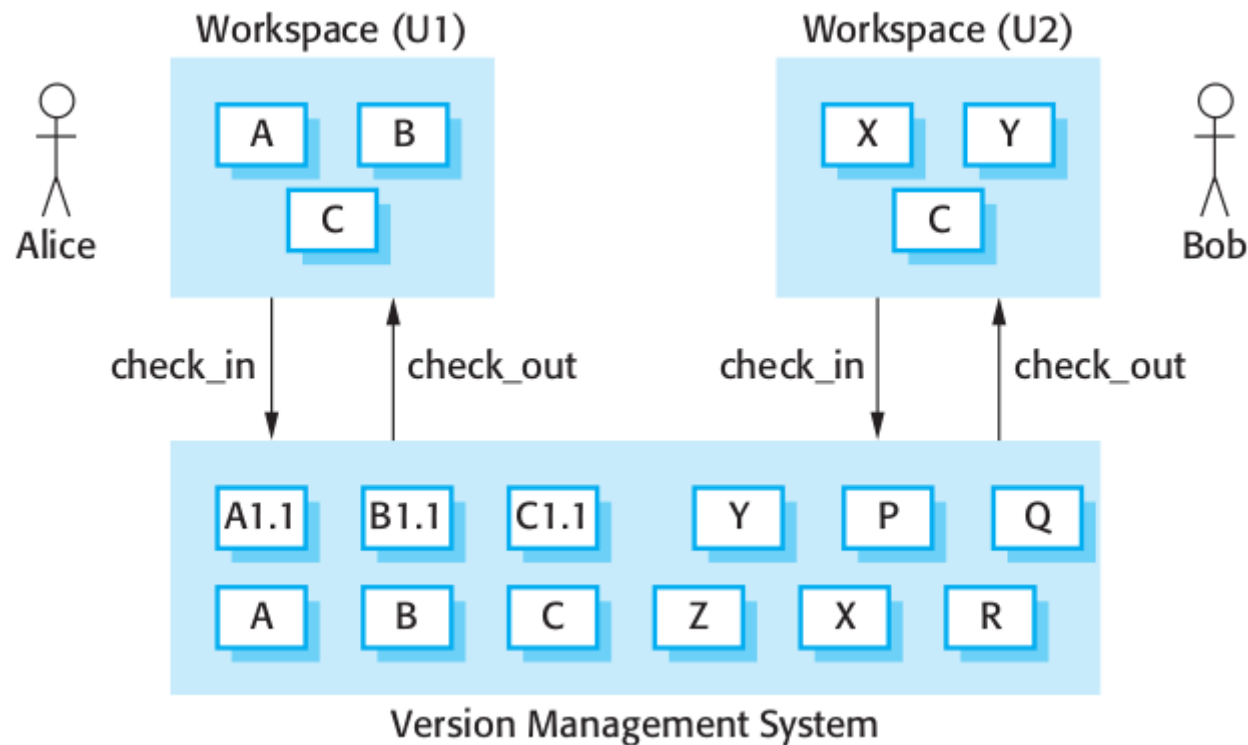 Workspace (U1) Workspace (U2)
A B X Y
C C
Alice Bob
check_in check_out check_in check_out
A1.1 B1.1 C1.1 Y P Q
A B C Z X R
Version Management System